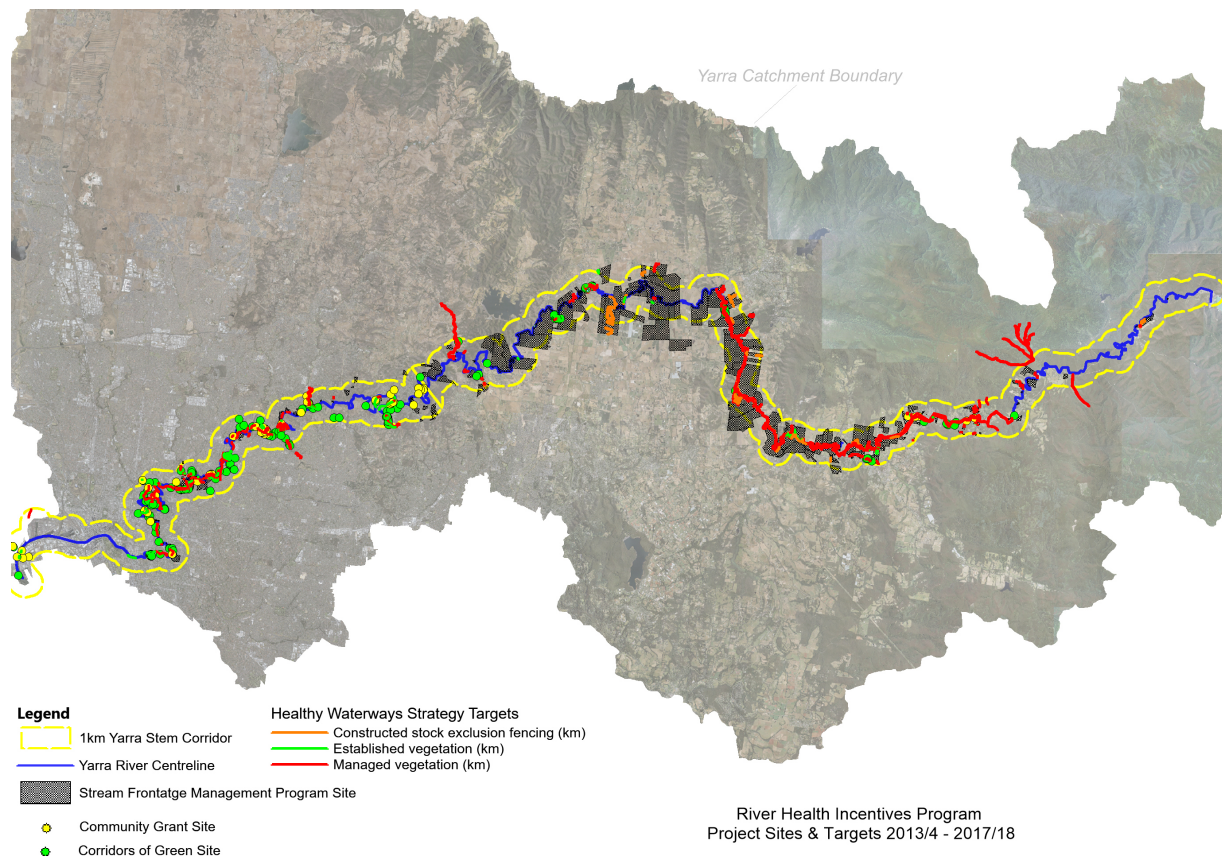 Yarra Catchment Boundary
Legend
1km Yarra Stem Corridor
Yarra River Centreline
Stream Frontatge Management Program Site
Community Grant Site
Corridors of Green Site
Healthy Waterways Strategy Targets
Constructed stock exclusion fencing (km)
Established vegetation (km)
Managed vegetation (km)
River Health Incentives Program
Project Sites & Targets 2013/4 - 2017/18